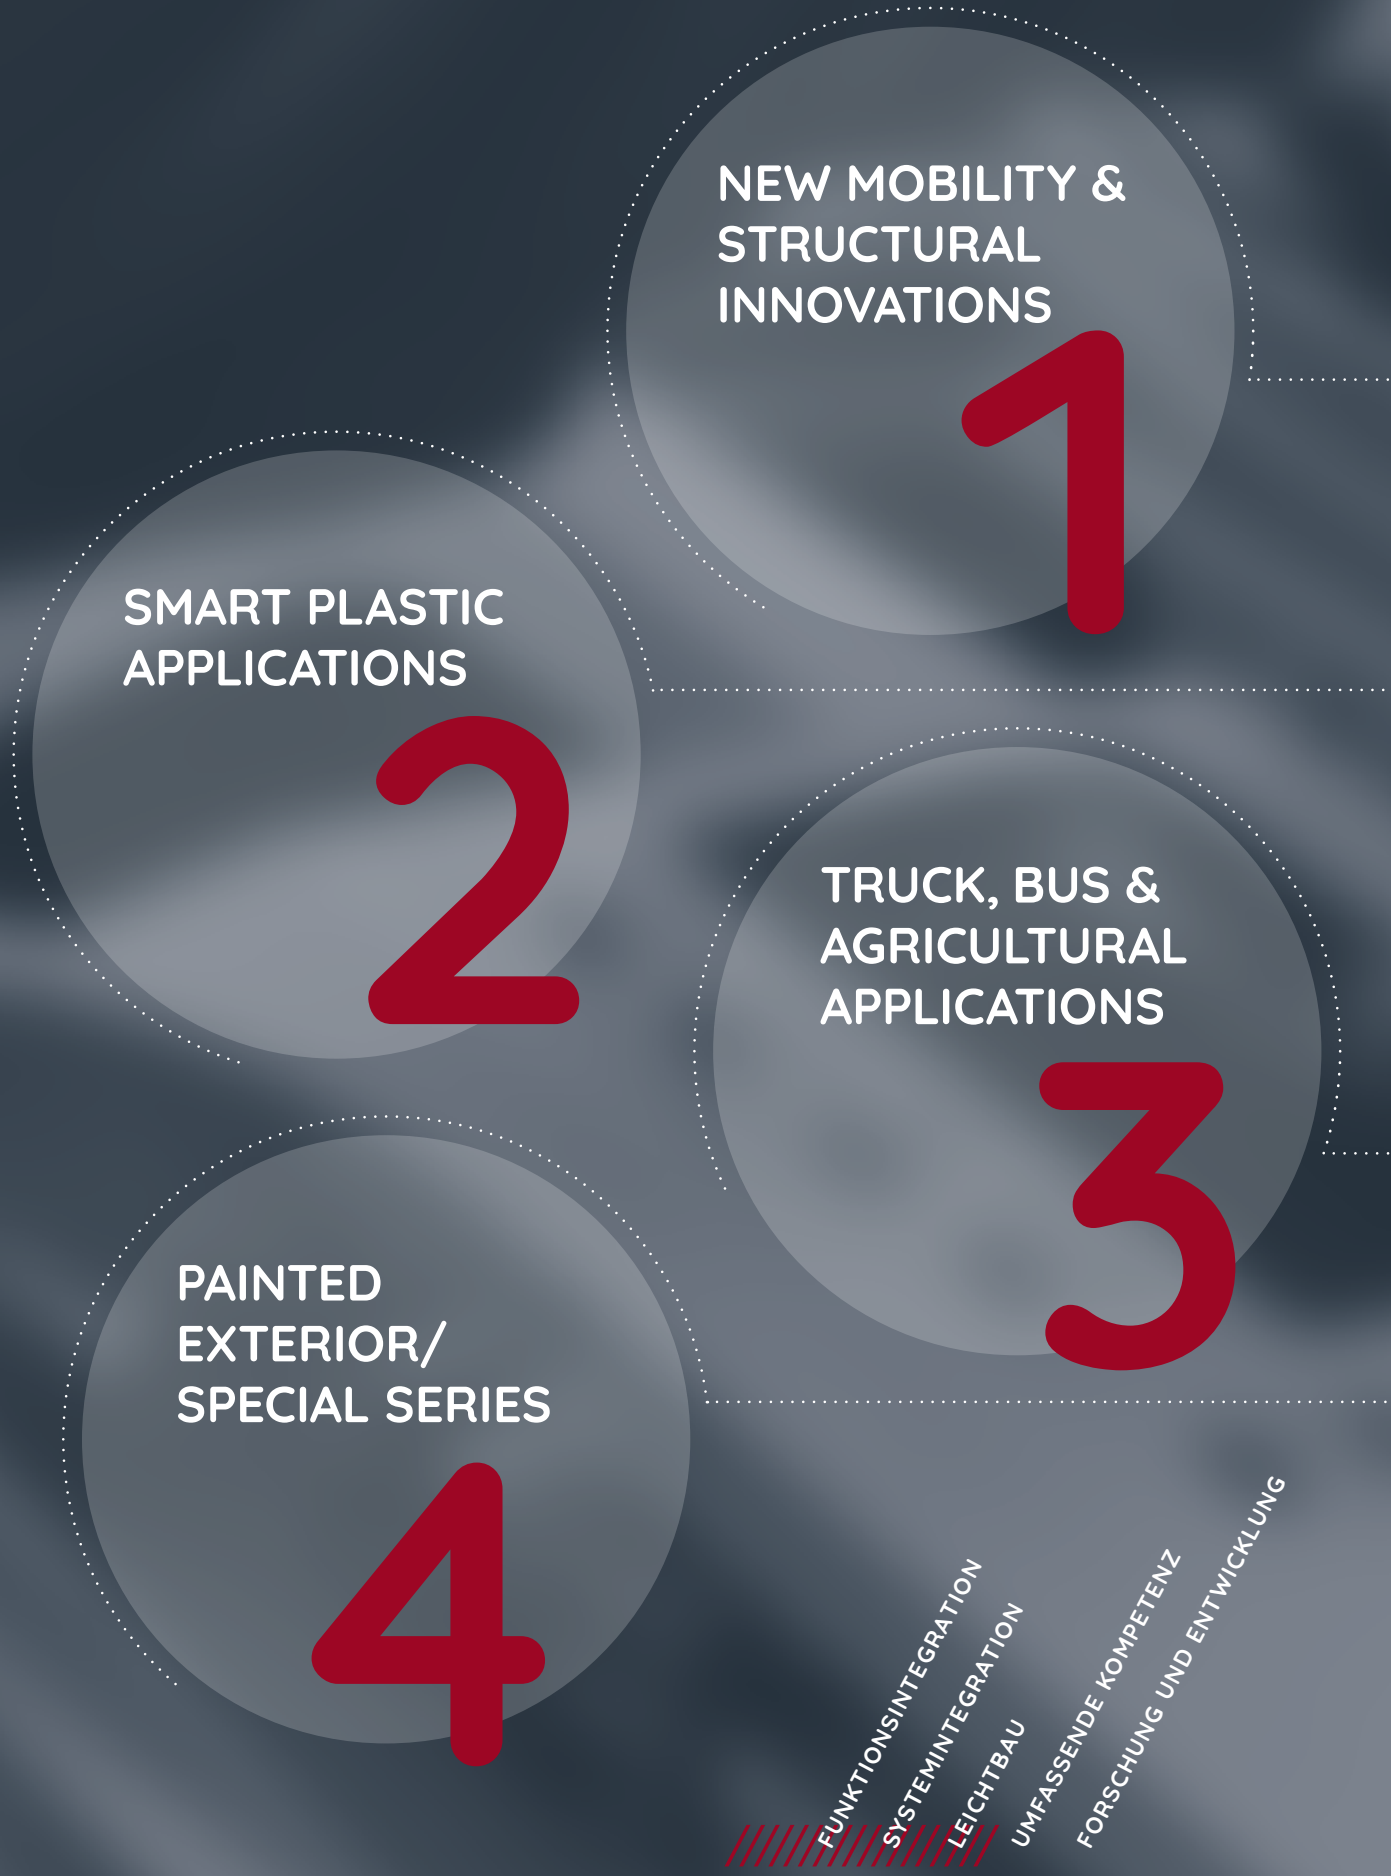 NEW MOBILITY &
STRUCTURAL
INNOVATIONS
1
SMART PLASTIC
APPLICATIONS
2
TRUCK, BUS &
AGRICULTURAL
APPLICATIONS
3
PAINTED
EXTERIOR/
SPECIAL SERIES
4
FUNKTIONSINTEGRATION
SYSTEMINTEGRATION
LEICHTBAU
UMFASSENDE KOMPETENZ
FORSCHUNG UND ENTWICKLUNG